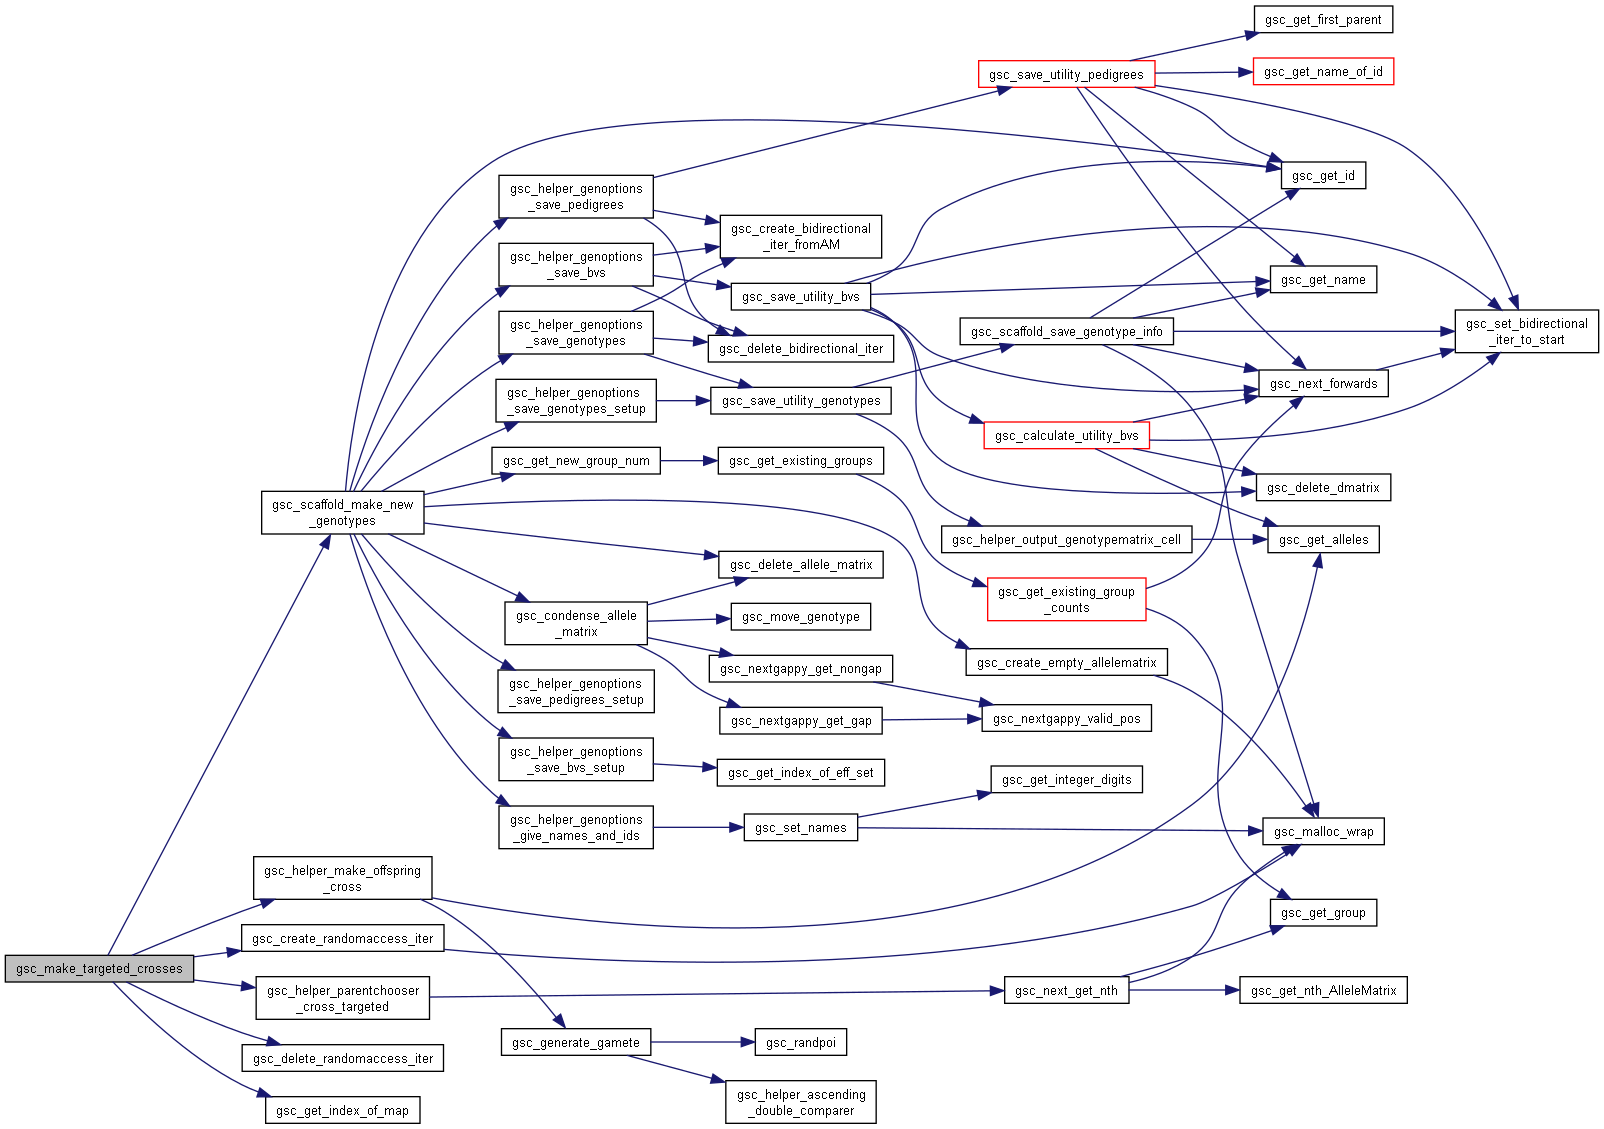 gsc_get_first_parent
gsc_save_utility_pedigrees
gsc_get_name_of_id
gsc_get_id
gsc_helper_genoptions
_save_pedigrees
gsc_create_bidirectional
_iter_fromAM
gsc_helper_genoptions
_save_bvs
gsc_get_name
gsc_save_utility_bvs
gsc_helper_genoptions
_save_genotypes
gsc_scaffold_save_genotype_info
gsc_set_bidirectional
_iter_to_start
gsc_delete_bidirectional_iter
gsc_next_forwards
gsc_helper_genoptions
_save_genotypes_setup
gsc_save_utility_genotypes
gsc_calculate_utility_bvs
gsc_get_new_group_num
gsc_get_existing_groups
gsc_delete_dmatrix
gsc_scaffold_make_new
_genotypes
gsc_helper_output_genotypematrix_cell
gsc_get_alleles
gsc_delete_allele_matrix
gsc_get_existing_group
_counts
gsc_condense_allele
_matrix
gsc_move_genotype
gsc_create_empty_allelematrix
gsc_nextgappy_get_nongap
gsc_helper_genoptions
_save_pedigrees_setup
gsc_nextgappy_get_gap
gsc_nextgappy_valid_pos
gsc_helper_genoptions
_save_bvs_setup
gsc_get_index_of_eff_set
gsc_get_integer_digits
gsc_helper_genoptions
_give_names_and_ids
gsc_set_names
gsc_malloc_wrap
gsc_helper_make_offspring
_cross
gsc_get_group
gsc_create_randomaccess_iter
gsc_make_targeted_crosses
gsc_helper_parentchooser
_cross_targeted
gsc_next_get_nth
gsc_get_nth_AlleleMatrix
gsc_generate_gamete
gsc_randpoi
gsc_delete_randomaccess_iter
gsc_helper_ascending
_double_comparer
gsc_get_index_of_map